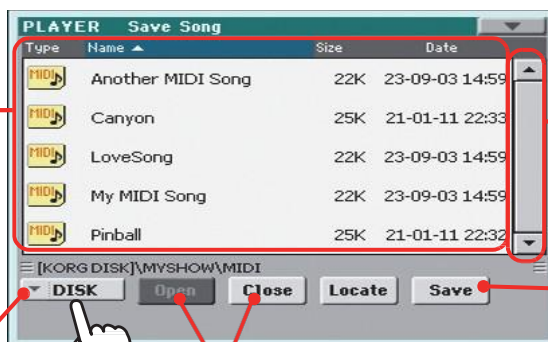 PLAYER Save Song
Type Name Size Date
MIDI Another MIDI Song 22K 23-09-03 14:59
MIDI Canyon 25K 21-01-11 22:33
MIDI LoveSong 22K 23-09-03 14:59
MIDI My MIDI Song 22K 23-09-03 14:59
MIDI Pinball 25K 21-01-11 22:32
[KORG DISK]\MYSHOW\MIDI
DISK Open Close Locate Save